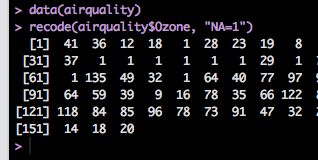 > data(airquality)
> recode(airquality$Ozone, "NA=1")
[1] 41 36 12 18 1 28 23 19 8
[31] 37 1 1 1 1 1 1 29 1
[61] 1 135 49 32 1 64 40 77 97
[91] 64 59 39 9 16 78 35 66 122
[121] 118 84 85 96 78 73 91 47 32
[151] 14 18 20
>